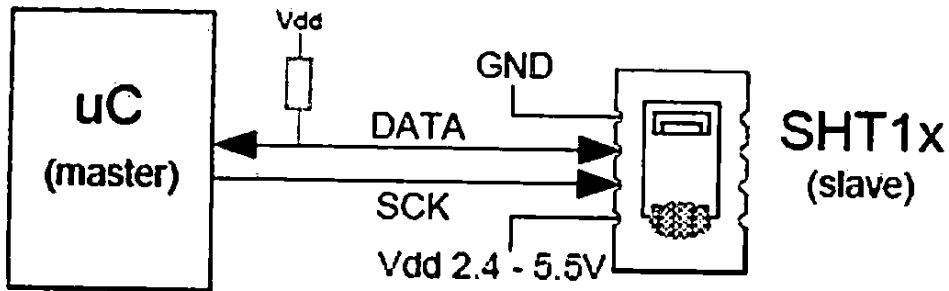 Vdd
GND
uC
(master)
DATA
SHT1x
(slave)
SCK
Vdd 2.4 - 5.5V